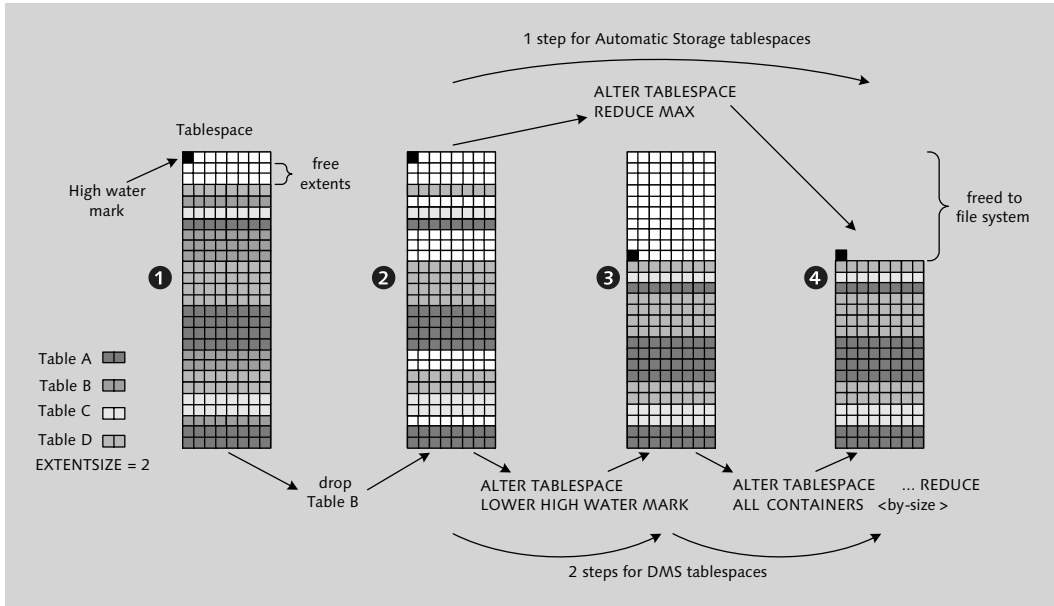 1 step for Automatic Storage tablespaces
ALTER TABLESPACE
REDUCE MAX
Tablespace
free
extents
High water
mark
freed to
file system
1
2
3
4
Table A
Table B
Table C
Table D
EXTENTSIZE = 2
drop
Table B
ALTER TABLESPACE
LOWER HIGH WATER MARK
ALTER TABLESPACE ... REDUCE
ALL CONTAINERS <by-size >
2 steps for DMS tablespaces